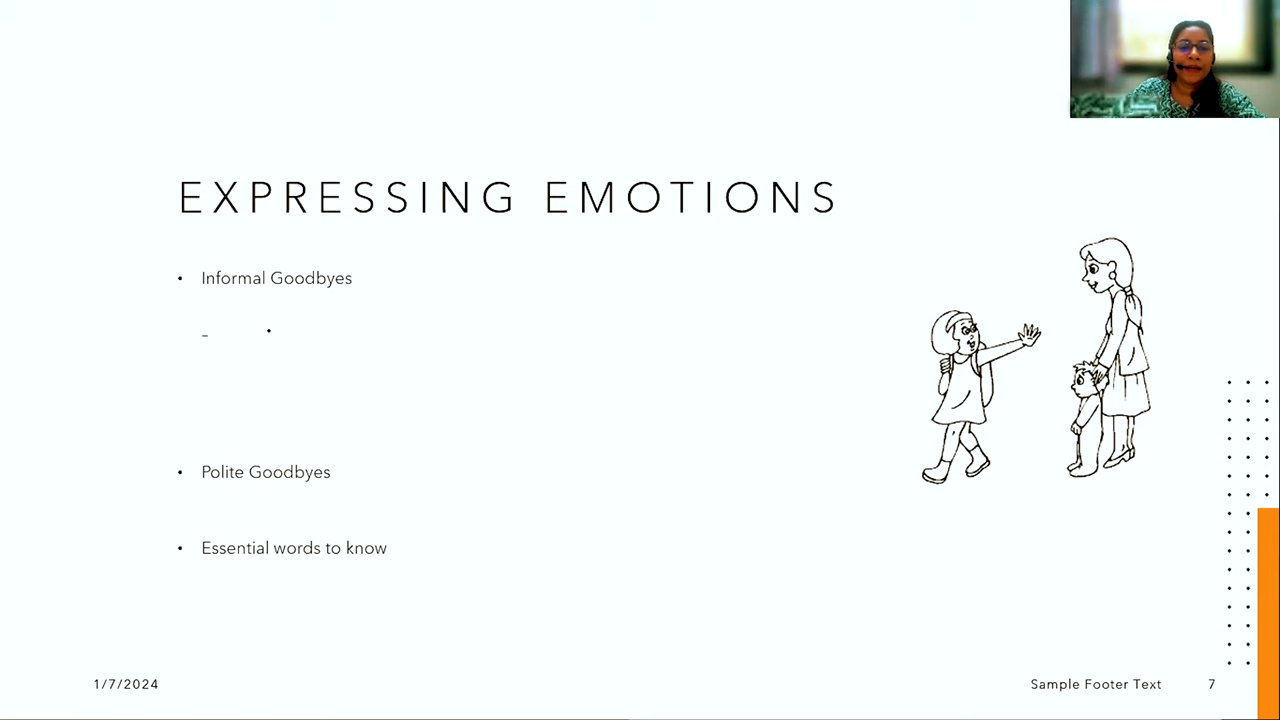 EXPRESSING EMOTIONS
• Informal Goodbyes
–
• Polite Goodbyes
• Essential words to know
1/7/2024
Sample Footer Text
7